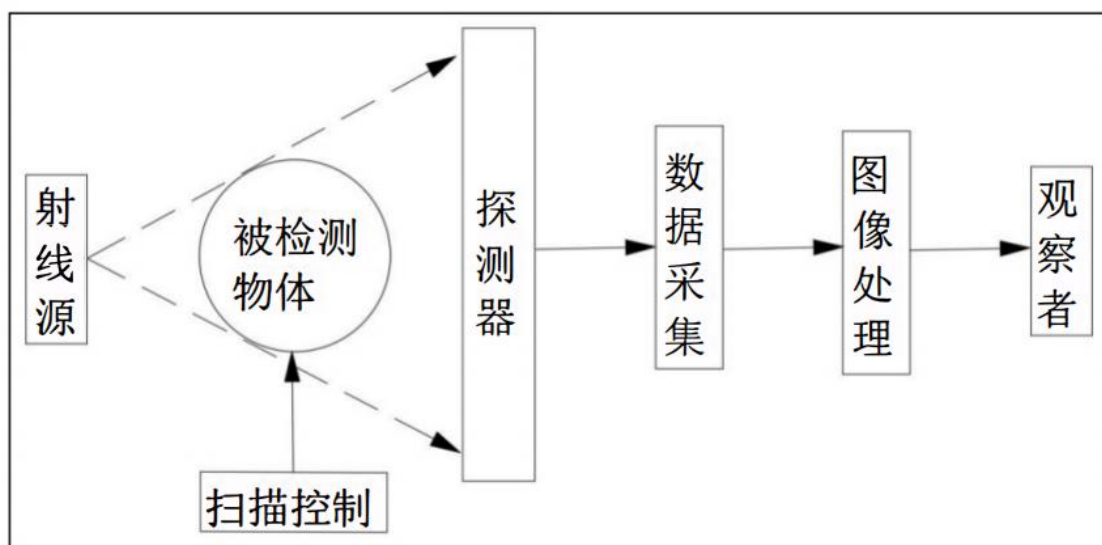 射线源
被检测
物体
扫描控制
探测器
数据采集
图像处理
观察者